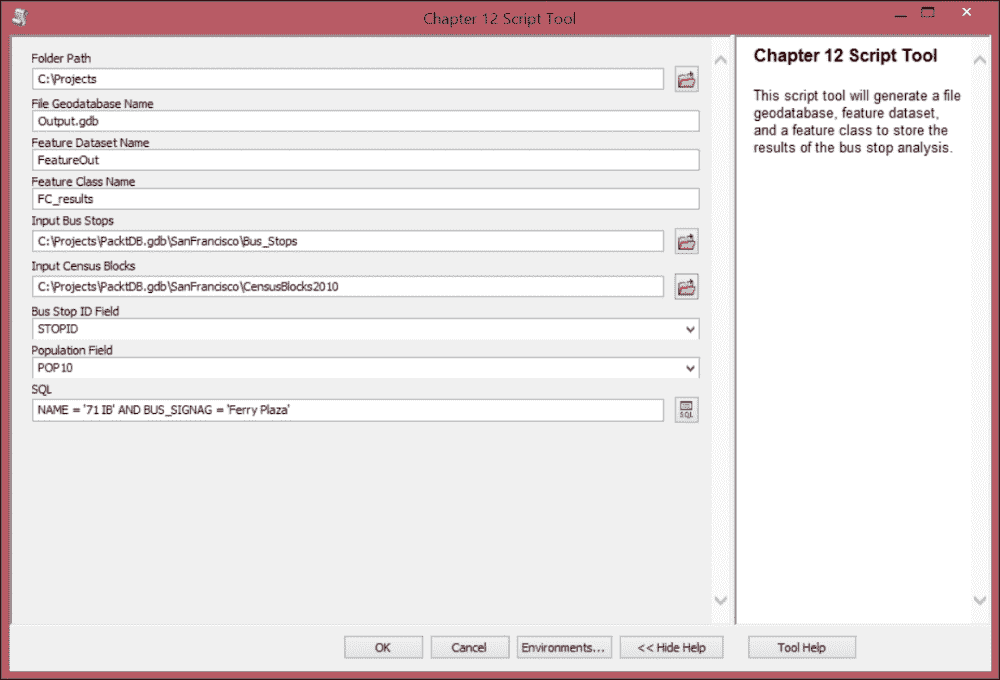 Chapter 12 Script Tool
Folder Path
C:\Projects
File Geodatabase Name
Output.gdb
Feature Dataset Name
FeatureOut
Feature Class Name
FC_results
Input Bus Stops
C:\Projects\PacktDB.gdb\SanFrancisco\Bus_Stops
Input Census Blocks
C:\Projects\PacktDB.gdb\SanFrancisco\CensusBlocks2010
Bus Stop ID Field
STOPID
Population Field
POP10
SQL
NAME = '71 IB' AND BUS_SIGNAG = 'Ferry Plaza'
SQL
Chapter 12 Script Tool
This script tool will generate a file
geodatabase, feature dataset,
and a feature class to store the
results of the bus stop analysis.
OK
Cancel
Environments...
<< Hide Help
Tool Help